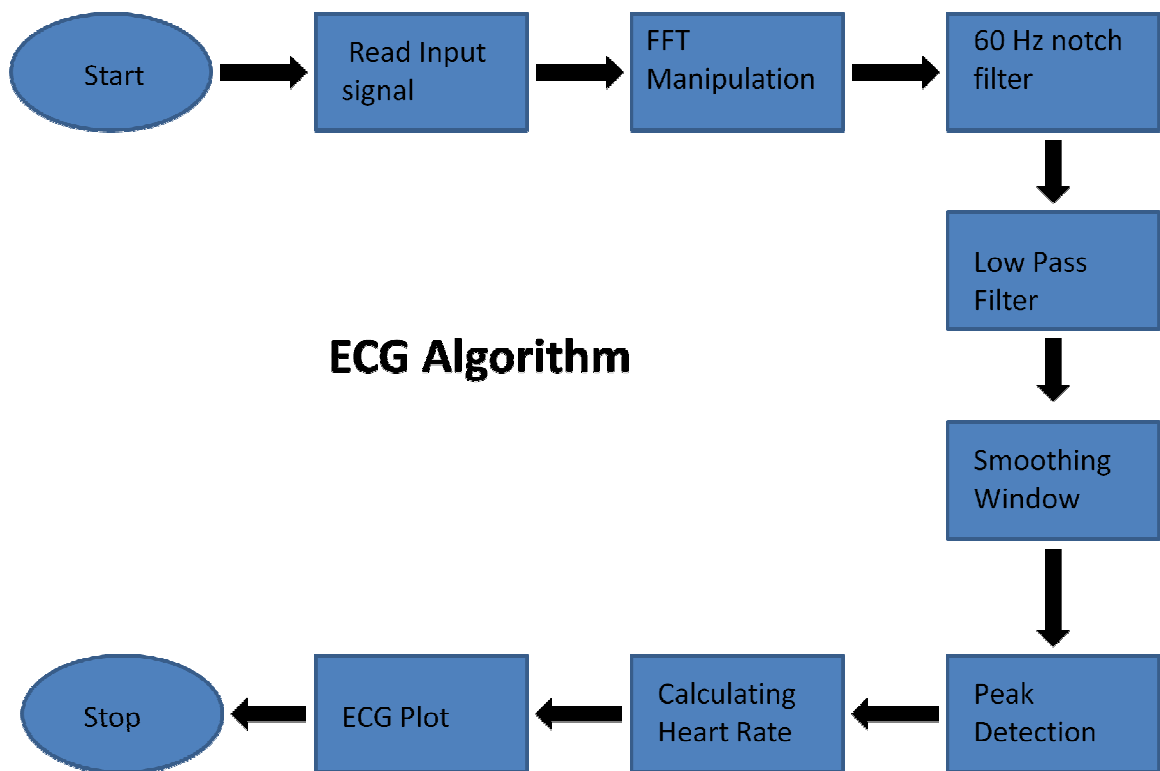 Start
Read Input
signal
FFT
Manipulation
60 Hz notch
filter
Low Pass
Filter
ECG Algorithm
Smoothing
Window
Peak
Detection
Calculating
Heart Rate
ECG Plot
Stop